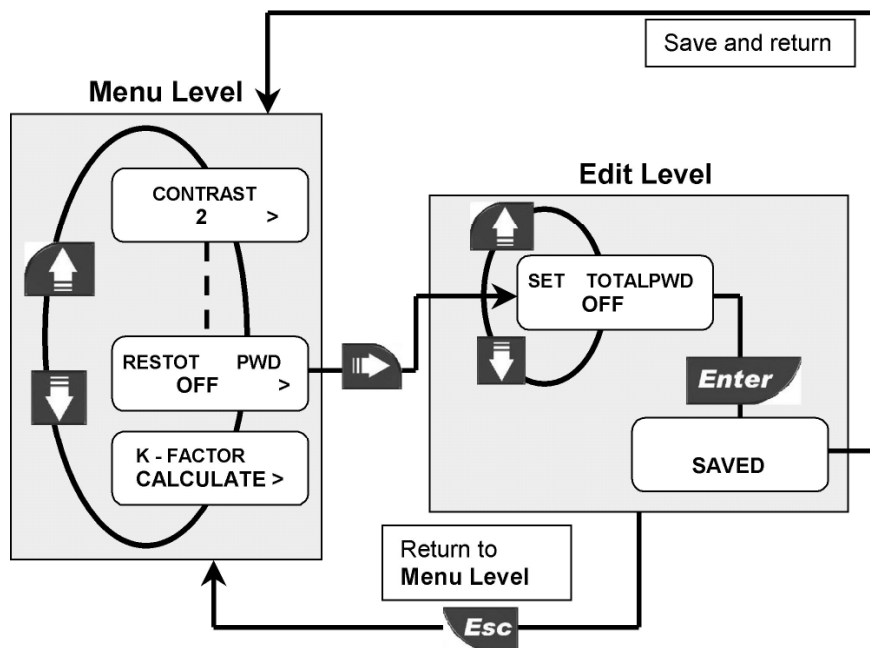 Save and return
Menu Level
CONTRAST
2 >
RESTOT PWD
OFF >
K - FACTOR
CALCULATE >
Edit Level
SET TOTALPWD
OFF
Enter
SAVED
Return to
Menu Level
Esc